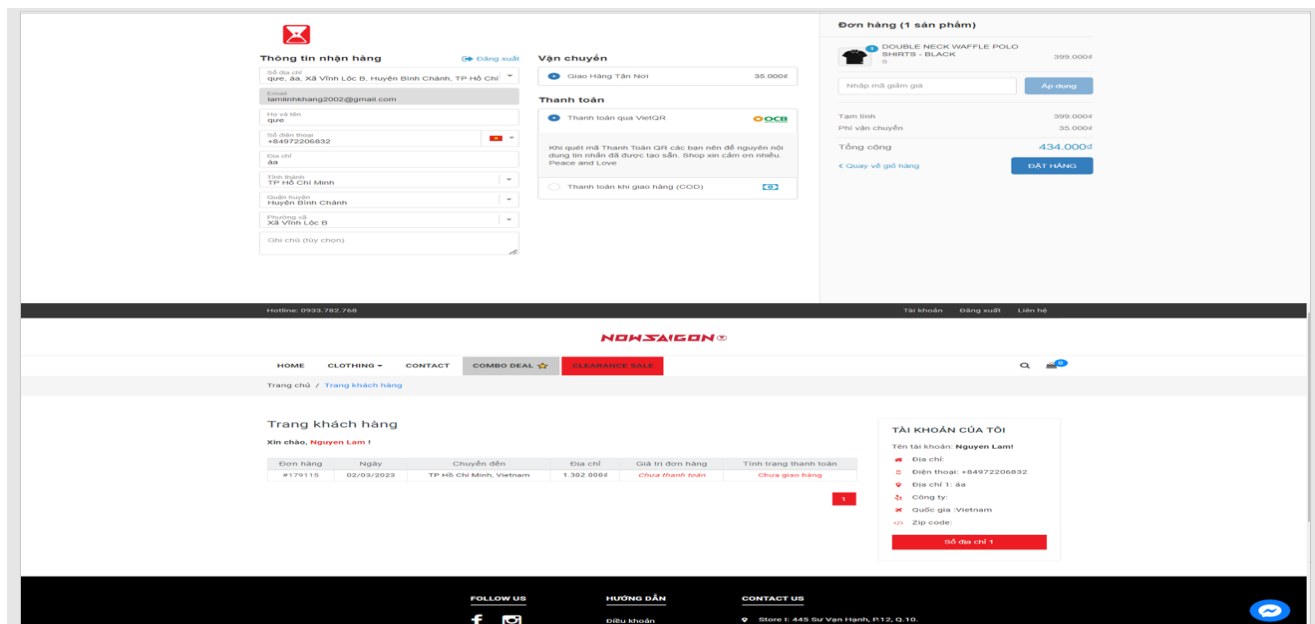 Thông tin nhận hàng
Đăng xuất
Sổ địa chỉ
qưe, áa, Xã Vĩnh Lộc B, Huyện Bình Chánh, TP Hồ Chí
Email
lamlinhkhang2002@gmail.com
Họ và tên
qưe
Số điện thoại
+84972206832
Địa chỉ
áa
Tỉnh thành
TP Hồ Chí Minh
Quận huyện
Huyện Bình Chánh
Phường xã
Xã Vĩnh Lộc B
Ghi chú (tùy chọn)
Vận chuyển
Giao Hàng Tận Nơi 35.000₫
Thanh toán
Thanh toán qua VietQR OCB
Khi quét mã Thanh Toán QR các bạn nên để nguyên nội
dung tin nhắn đã được tạo sẵn. Shop xin cảm ơn nhiều.
Peace and Love
Thanh toán khi giao hàng (COD)
Đơn hàng (1 sản phẩm)
1
DOUBLE NECK WAFFLE POLO
SHIRTS - BLACK
S
399.000₫
Nhập mã giảm giá
Áp dụng
Tạm tính 399.000₫
Phí vận chuyển 35.000₫
Tổng cộng 434.000₫
Quay về giỏ hàng
ĐẶT HÀNG
Hotline: 0933.782.768
Tài khoản Đăng xuất Liên hệ
NOWSAIGON
HOME CLOTHING CONTACT COMBO DEAL CLEARANCE SALE
0
Trang chủ / Trang khách hàng
Trang khách hàng
Xin chào, Nguyen Lam !
Đơn hàng Ngày Chuyển đến Địa chỉ Giá trị đơn hàng Tình trạng thanh toán
#179115 02/03/2023 TP Hồ Chí Minh, Vietnam 1.302.000₫ Chưa thanh toán Chưa giao hàng
1
TÀI KHOẢN CỦA TÔI
Tên tài khoản: Nguyen Lam!
Địa chỉ:
Điện thoại: +84972206832
Địa chỉ 1: áa
Công ty:
Quốc gia :Vietnam
Zip code:
Sổ địa chỉ 1
FOLLOW US
HƯỚNG DẪN
Điều khoản
CONTACT US
Store I: 445 Sư Vạn Hạnh, P.12, Q.10.